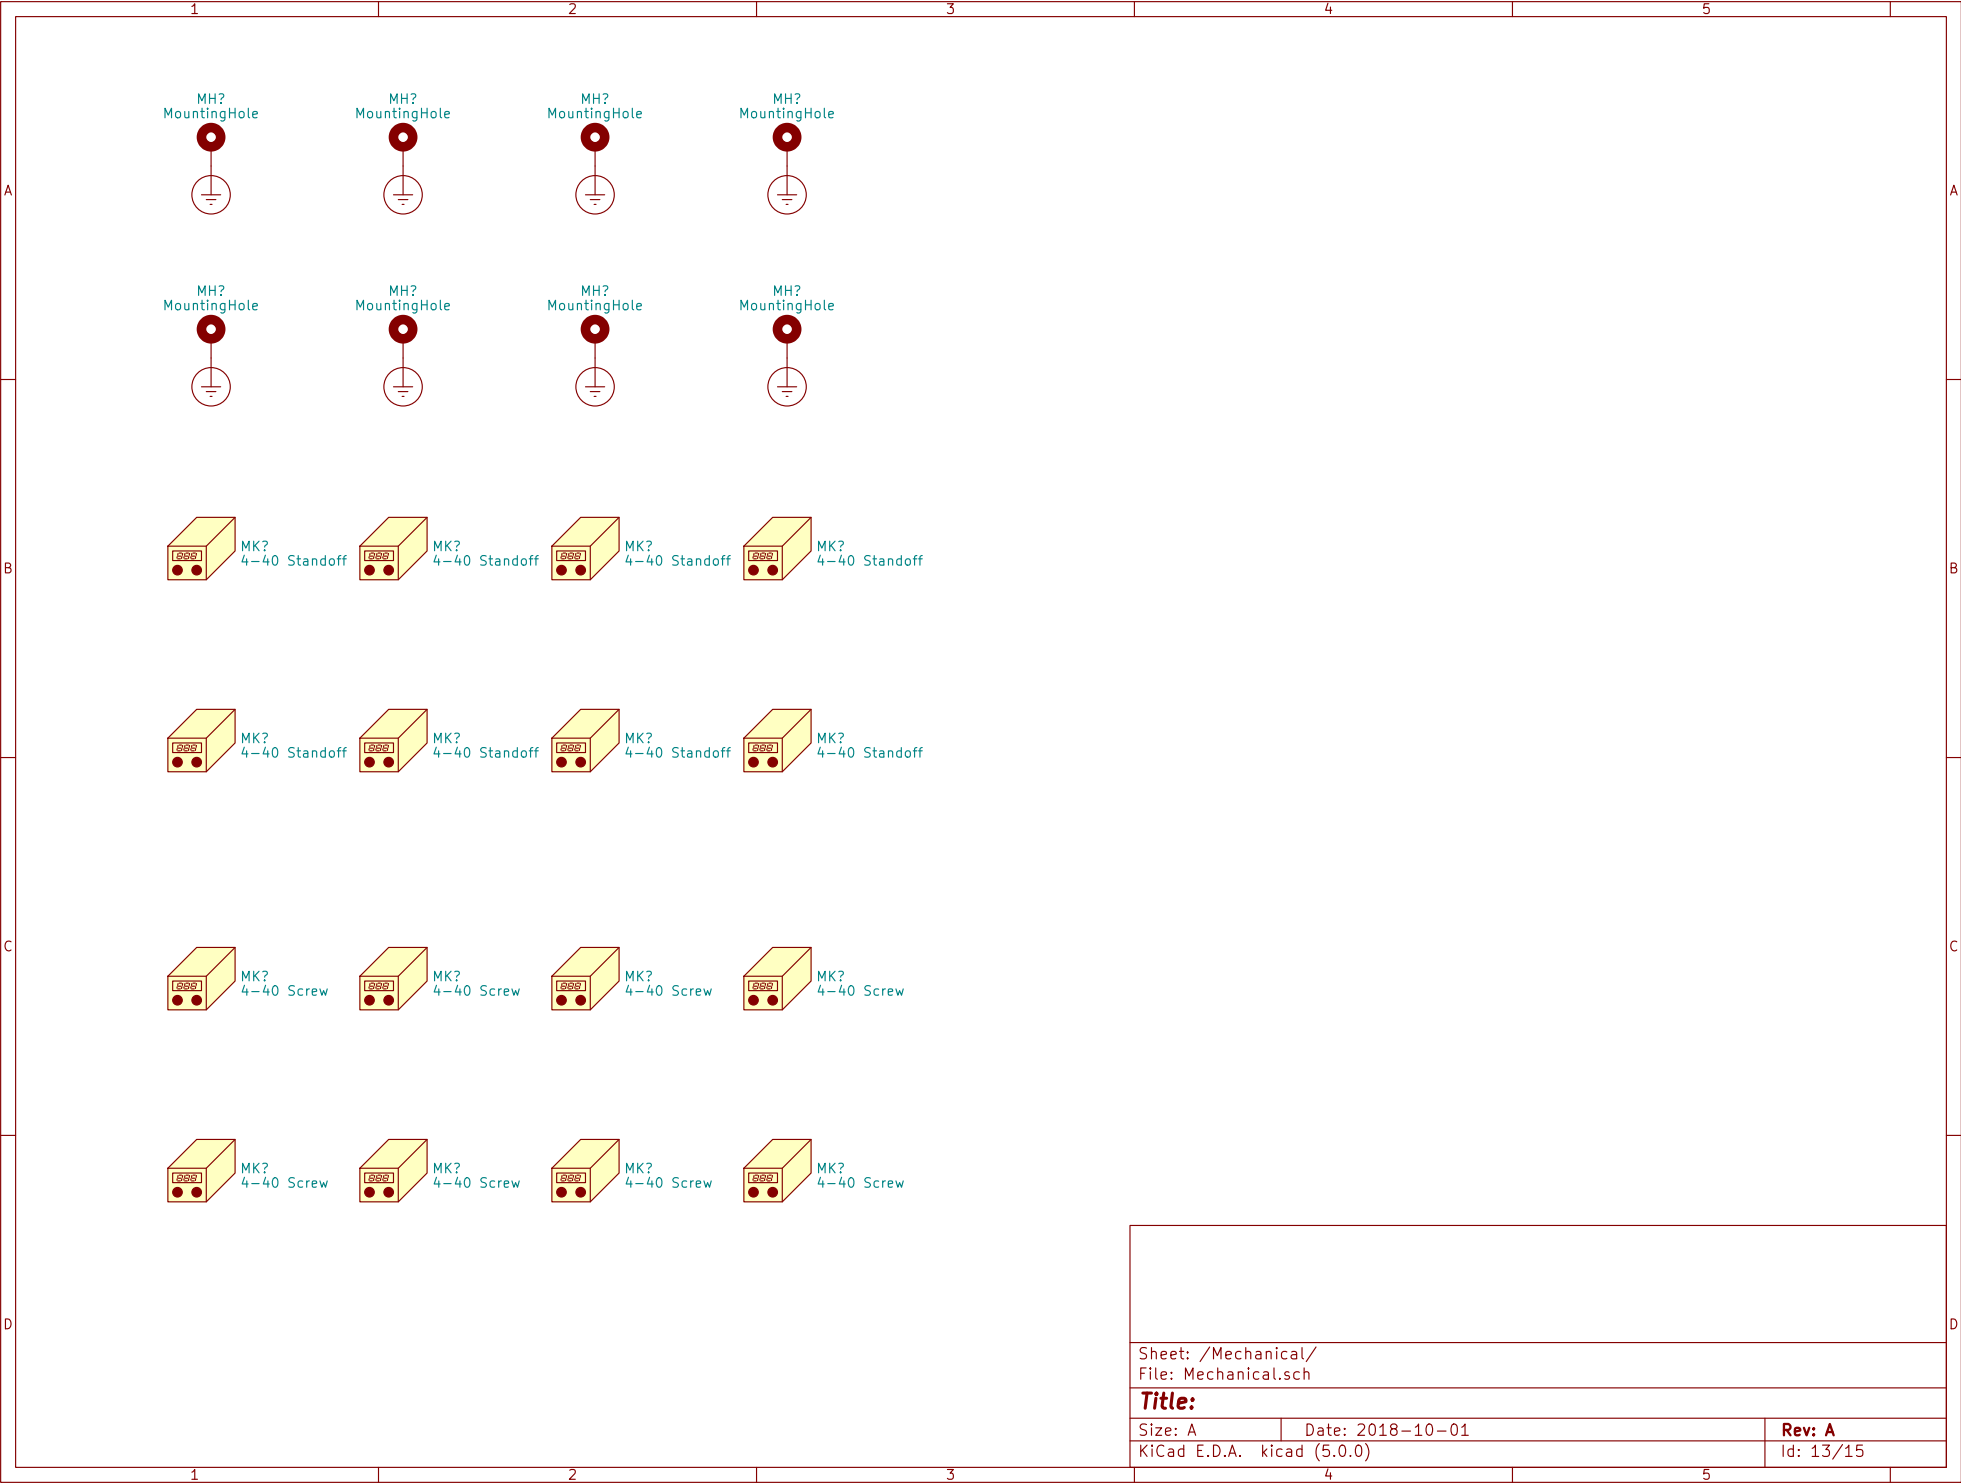 1 2 3 4 5
MH? MH? MH? MH?
MountingHole MountingHole MountingHole MountingHole
A A
MH? MH? MH? MH?
MountingHole MountingHole MountingHole MountingHole
MK? MK? MK? MK?
4-40 Standoff 4-40 Standoff 4-40 Standoff 4-40 Standoff
B B
MK? MK? MK? MK?
4-40 Standoff 4-40 Standoff 4-40 Standoff 4-40 Standoff
C C
MK? MK? MK? MK?
4-40 Screw 4-40 Screw 4-40 Screw 4-40 Screw
MK? MK? MK? MK?
4-40 Screw 4-40 Screw 4-40 Screw 4-40 Screw
D D
Sheet: /Mechanical/
File: Mechanical.sch
Title:
Size: A Date: 2018-10-01 Rev: A
KiCad E.D.A. kicad (5.0.0) Id: 13/15
1 2 3 4 5